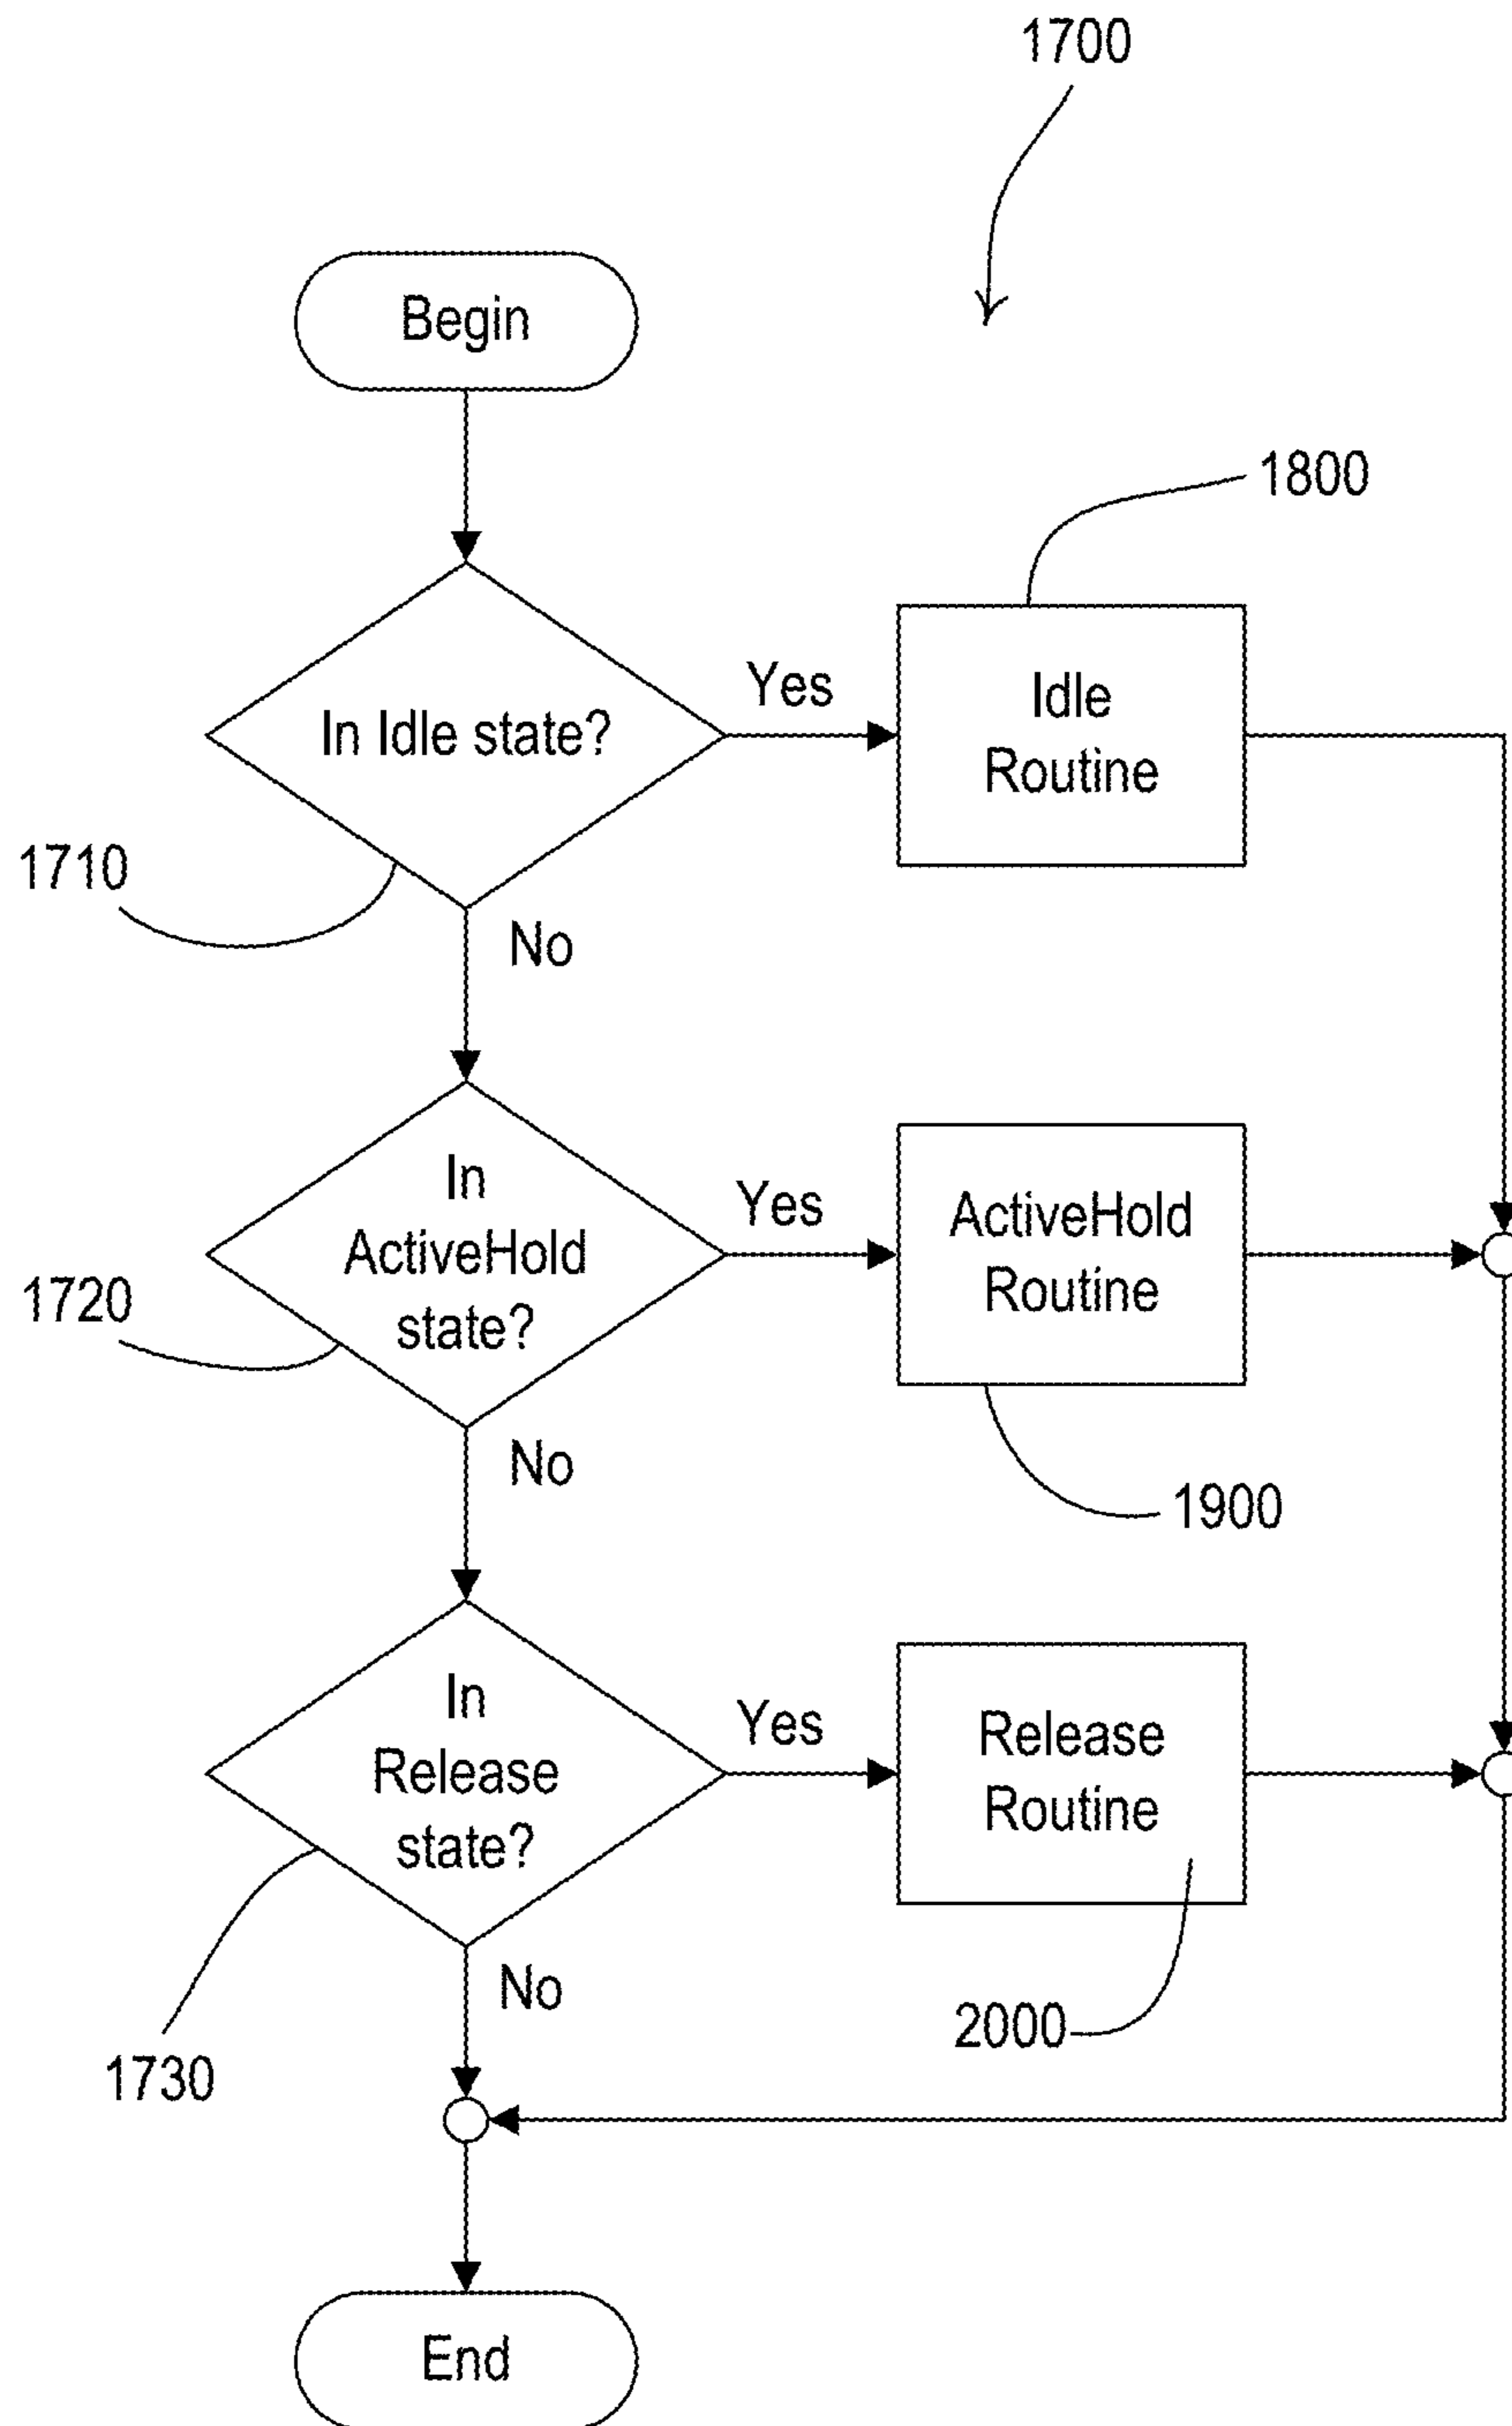 1700
Begin
1800
In Idle state?
Yes
Idle
Routine
1710
No
In
ActiveHold
state?
Yes
ActiveHold
Routine
1720
No
1900
In
Release
state?
Yes
Release
Routine
No
2000
1730
End